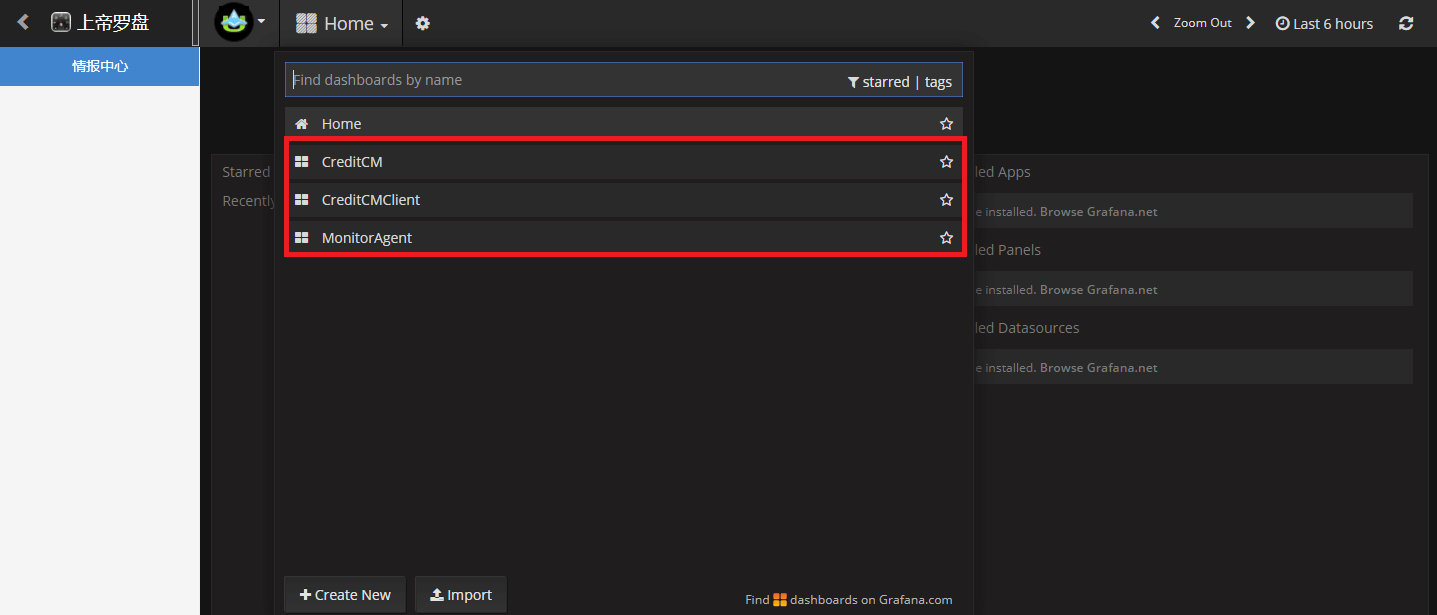 上帝罗盘
Home
Zoom Out
Last 6 hours
情报中心
Find dashboards by name
starred | tags
Home
CreditCM
CreditCMClient
MonitorAgent
Starred
Recently
led Apps
e installed. Browse Grafana.net
led Panels
e installed. Browse Grafana.net
led Datasources
e installed. Browse Grafana.net
Create New
Import
Find dashboards on Grafana.com